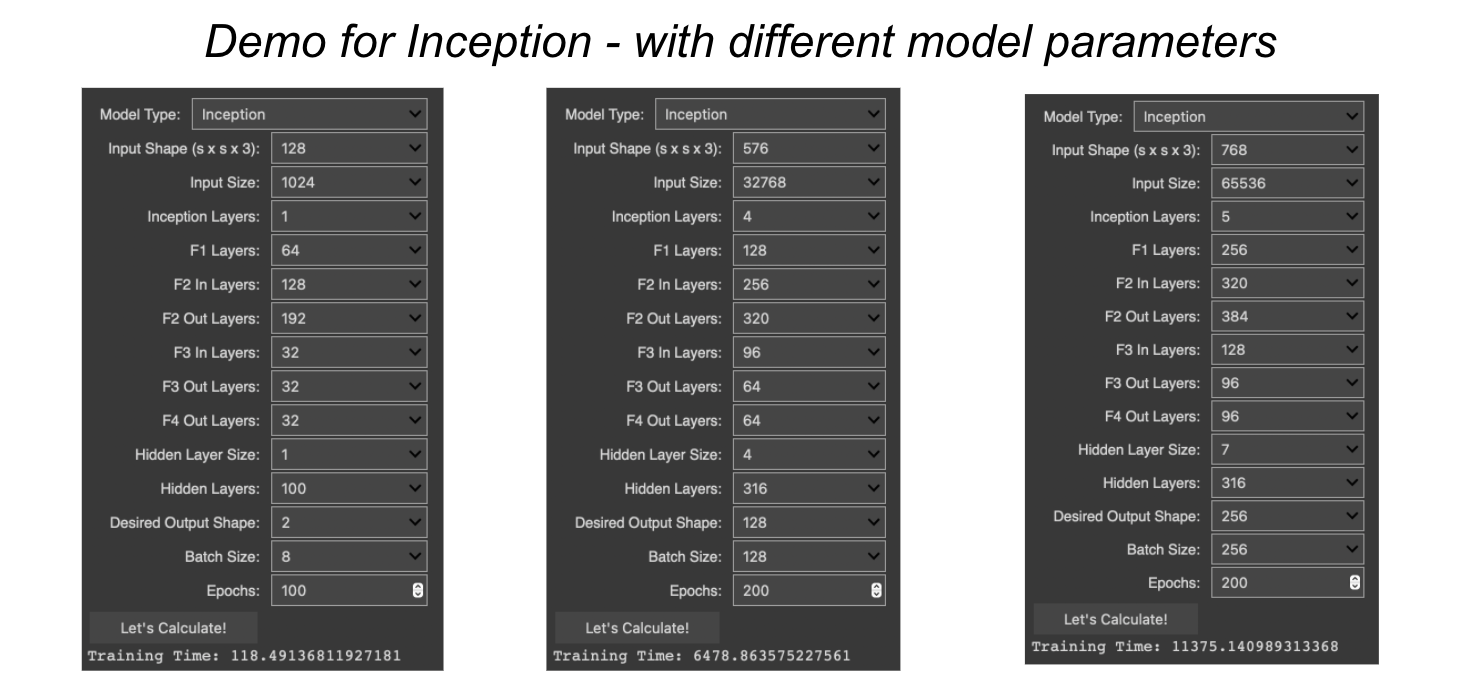 Demo for Inception - with different model parameters
Model Type: Inception
Input Shape (s x s x 3): 128
Input Size: 1024
Inception Layers: 1
F1 Layers: 64
F2 In Layers: 128
F2 Out Layers: 192
F3 In Layers: 32
F3 Out Layers: 32
F4 Out Layers: 32
Hidden Layer Size: 1
Hidden Layers: 100
Desired Output Shape: 2
Batch Size: 8
Epochs: 100
Let's Calculate!
Training Time: 118.49136811927181
Model Type: Inception
Input Shape (s x s x 3): 576
Input Size: 32768
Inception Layers: 4
F1 Layers: 128
F2 In Layers: 256
F2 Out Layers: 320
F3 In Layers: 96
F3 Out Layers: 64
F4 Out Layers: 64
Hidden Layer Size: 4
Hidden Layers: 316
Desired Output Shape: 128
Batch Size: 128
Epochs: 200
Let's Calculate!
Training Time: 6478.863575227561
Model Type: Inception
Input Shape (s x s x 3): 768
Input Size: 65536
Inception Layers: 5
F1 Layers: 256
F2 In Layers: 320
F2 Out Layers: 384
F3 In Layers: 128
F3 Out Layers: 96
F4 Out Layers: 96
Hidden Layer Size: 7
Hidden Layers: 316
Desired Output Shape: 256
Batch Size: 256
Epochs: 200
Let's Calculate!
Training Time: 11375.140989313368